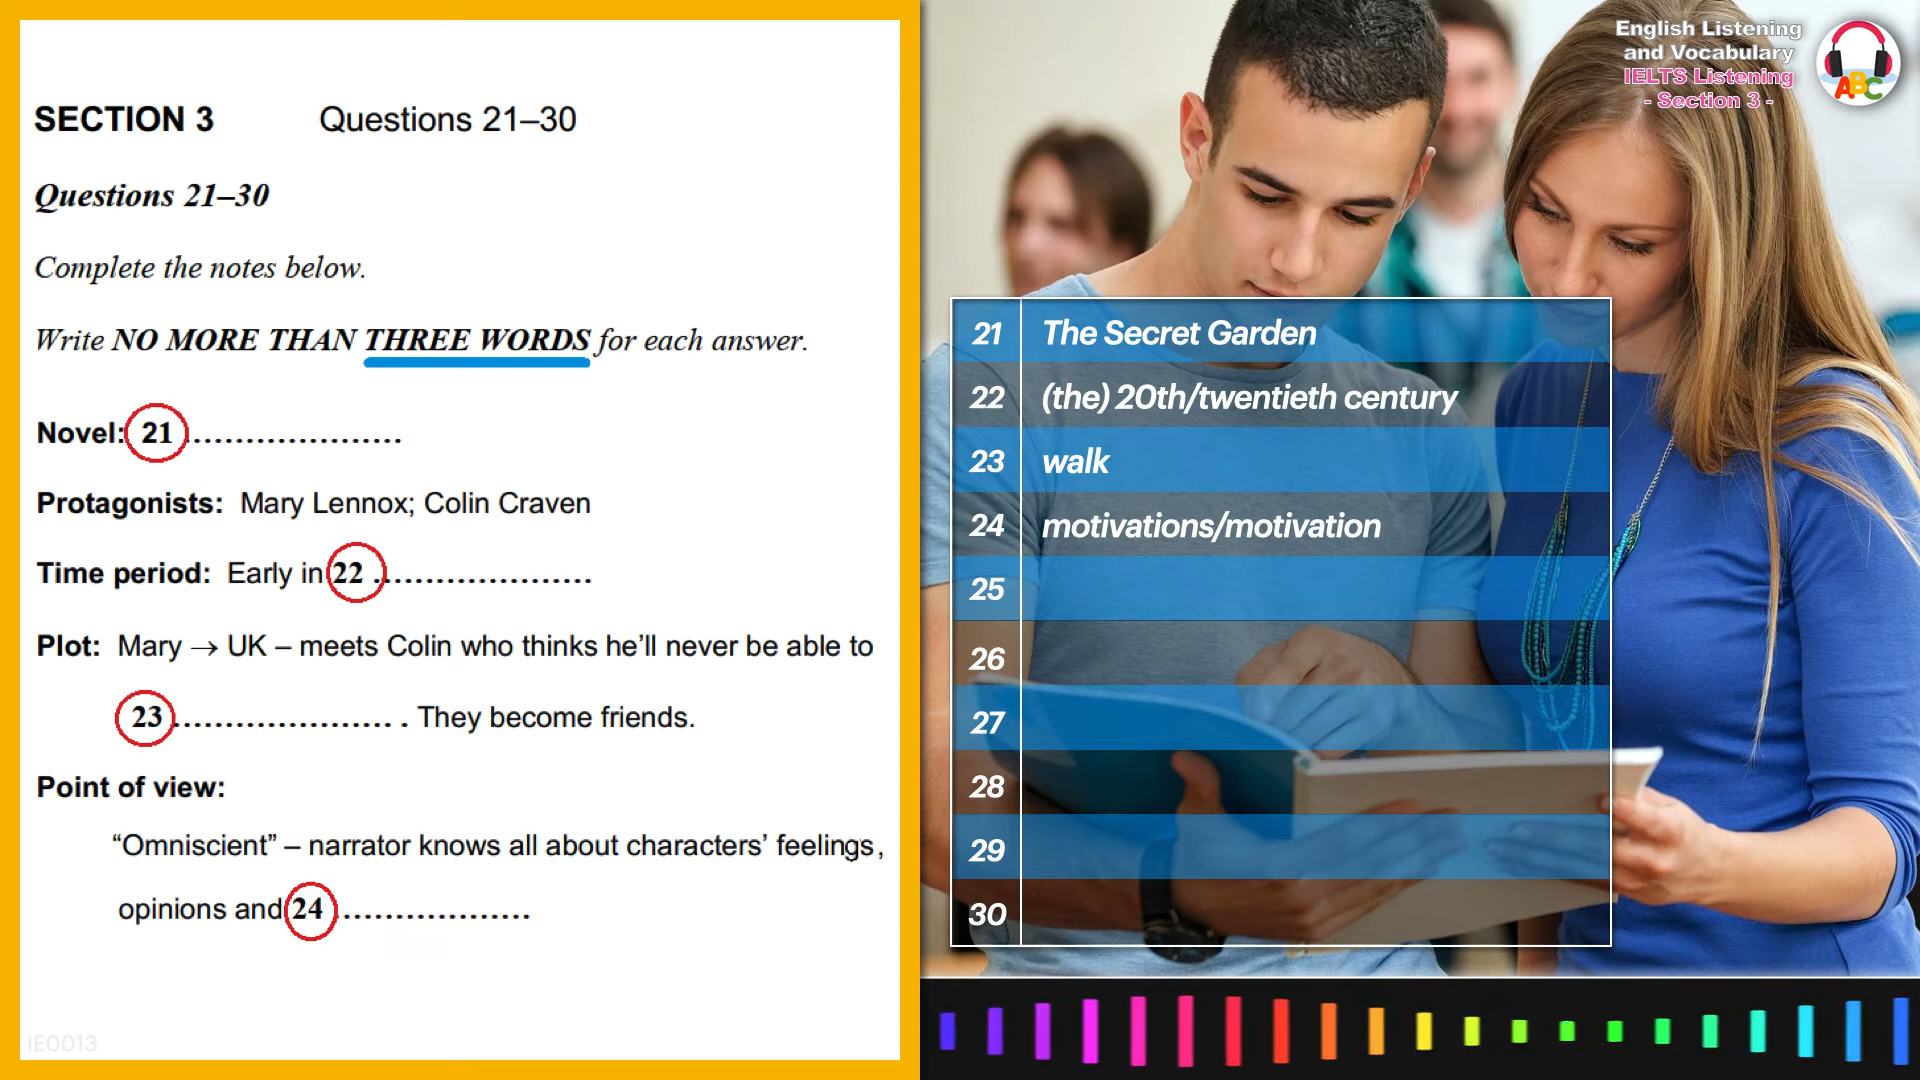 SECTION 3 Questions 21–30
Questions 21–30
Complete the notes below.
Write NO MORE THAN THREE WORDS for each answer.
Novel: 21 .....................
Protagonists: Mary Lennox; Colin Craven
Time period: Early in 22 .....................
Plot: Mary → UK – meets Colin who thinks he’ll never be able to
23 ..................... . They become friends.
Point of view:
“Omniscient” – narrator knows all about characters’ feelings,
opinions and 24 ...................
IE0013
English Listening
and Vocabulary
IELTS Listening
- Section 3 -
ABC
21 The Secret Garden
22 (the) 20th/twentieth century
23 walk
24 motivations/motivation
25
26
27
28
29
30